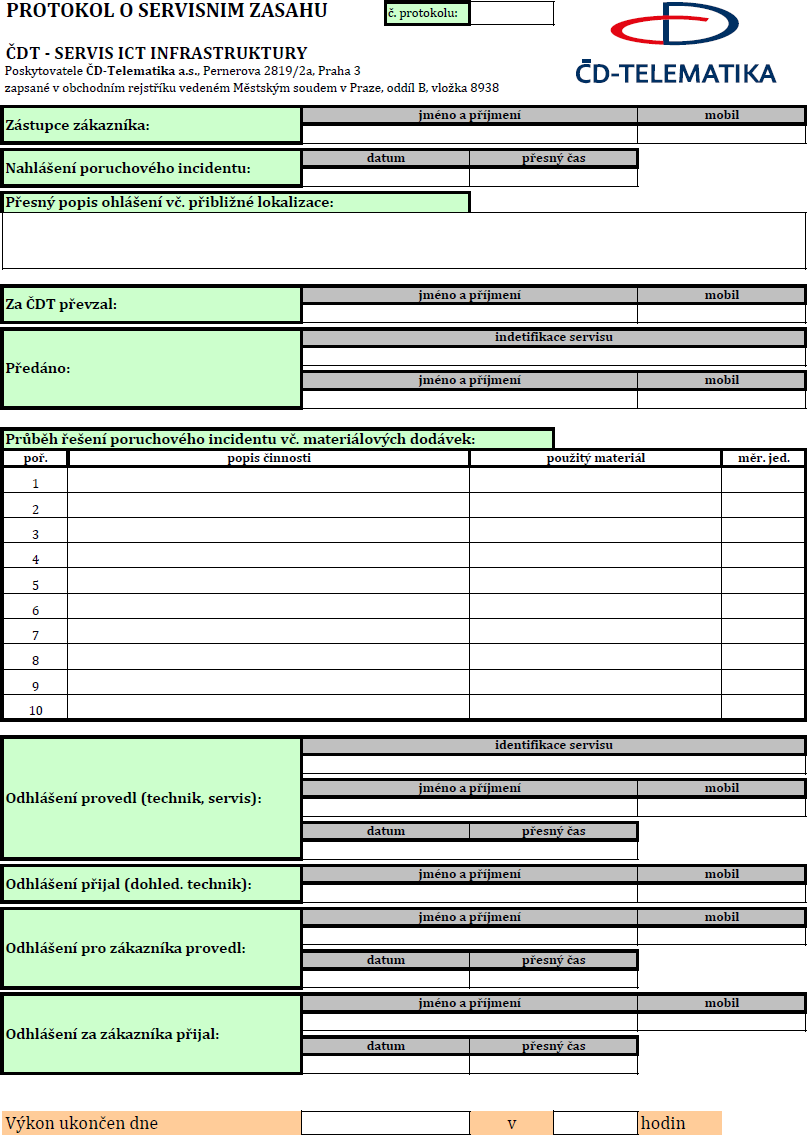 PROTOKOL O SERVISNIM ZASAHU
č. protokolu:
ČDT - SERVIS ICT INFRASTRUKTURY
Poskytovatele ČD-Telematika a.s., Pernerova 2819/2a, Praha 3
zapsané v obchodním rejstříku vedeném Městským soudem v Praze, oddíl B, vložka 8938
ČD-TELEMATIKA
Zástupce zákazníka:
jméno a příjmení mobil
Nahlášení poruchového incidentu:
datum přesný čas
Přesný popis ohlášení vč. přibližné lokalizace:
Za ČDT převzal:
jméno a příjmení mobil
Předáno:
indetifikace servisu
jméno a příjmení mobil
Průběh řešení poruchového incidentu vč. materiálových dodávek:
poř. popis činnosti použitý materiál měr. jed.
1
2
3
4
5
6
7
8
9
10
Odhlášení provedl (technik, servis):
identifikace servisu
jméno a příjmení mobil
datum přesný čas
Odhlášení přijal (dohled. technik):
jméno a příjmení mobil
Odhlášení pro zákazníka provedl:
jméno a příjmení mobil
datum přesný čas
Odhlášení za zákazníka přijal:
jméno a příjmení mobil
datum přesný čas
Výkon ukončen dne v hodin